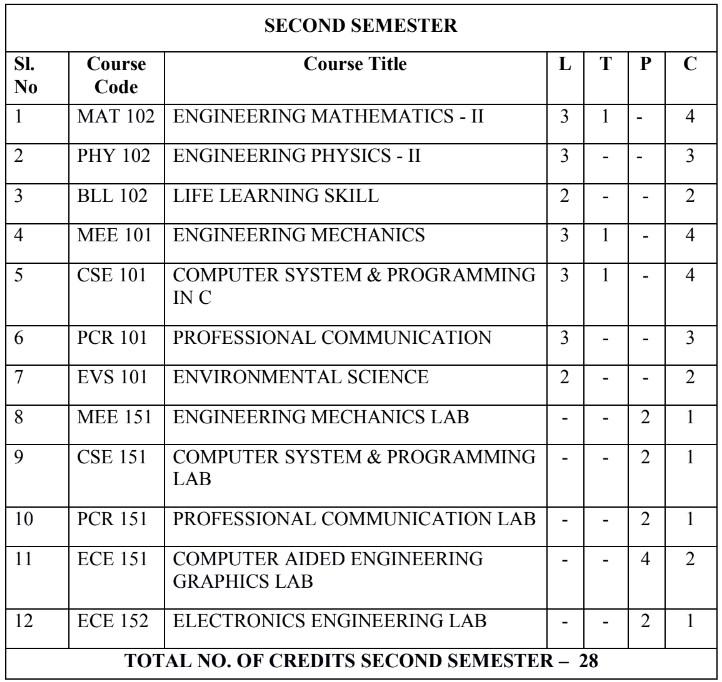 SECOND SEMESTER
Sl. No Course Code Course Title L T P C
1 MAT 102 ENGINEERING MATHEMATICS - II 3 1 - 4
2 PHY 102 ENGINEERING PHYSICS - II 3 - - 3
3 BLL 102 LIFE LEARNING SKILL 2 - - 2
4 MEE 101 ENGINEERING MECHANICS 3 1 - 4
5 CSE 101 COMPUTER SYSTEM & PROGRAMMING IN C 3 1 - 4
6 PCR 101 PROFESSIONAL COMMUNICATION 3 - - 3
7 EVS 101 ENVIRONMENTAL SCIENCE 2 - - 2
8 MEE 151 ENGINEERING MECHANICS LAB - - 2 1
9 CSE 151 COMPUTER SYSTEM & PROGRAMMING LAB - - 2 1
10 PCR 151 PROFESSIONAL COMMUNICATION LAB - - 2 1
11 ECE 151 COMPUTER AIDED ENGINEERING GRAPHICS LAB - - 4 2
12 ECE 152 ELECTRONICS ENGINEERING LAB - - 2 1
TOTAL NO. OF CREDITS SECOND SEMESTER – 28